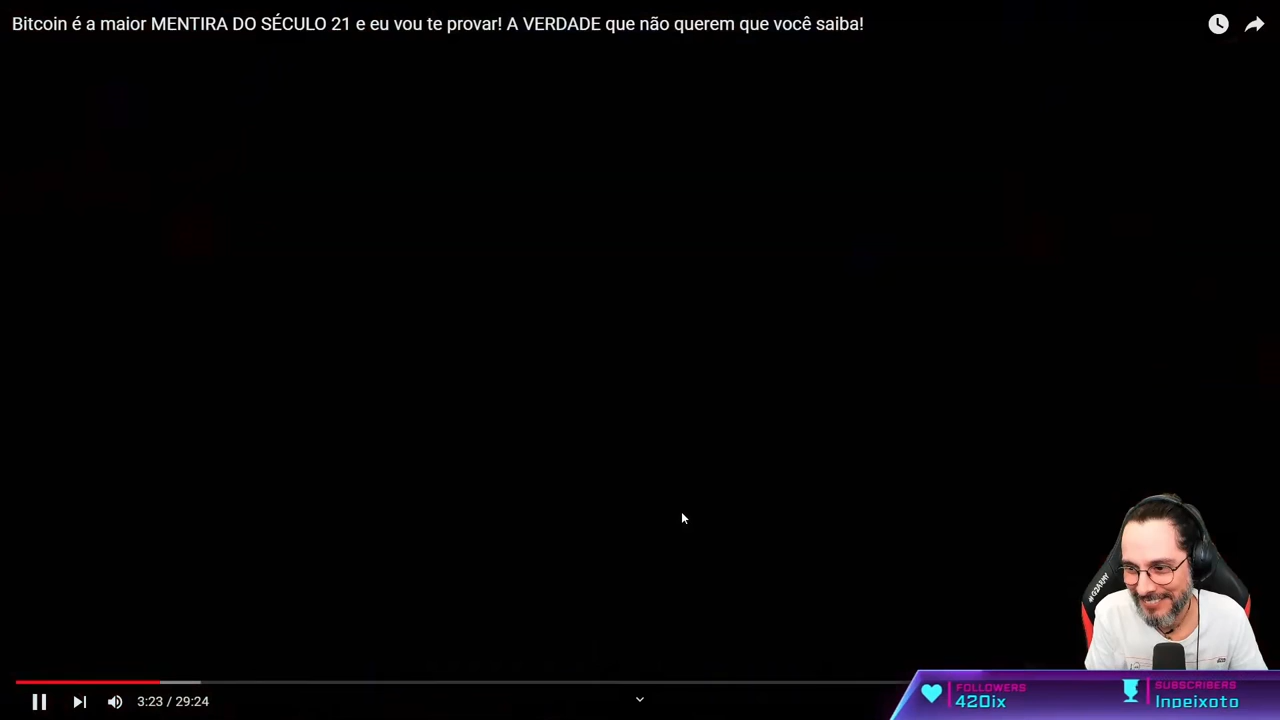 Bitcoin é a maior MENTIRA DO SÉCULO 21 e eu vou te provar! A VERDADE que não querem que você saiba!
#G2ARMY
3:23 / 29:24
FOLLOWERS
420ix
SUBSCRIBERS
lnpeixoto